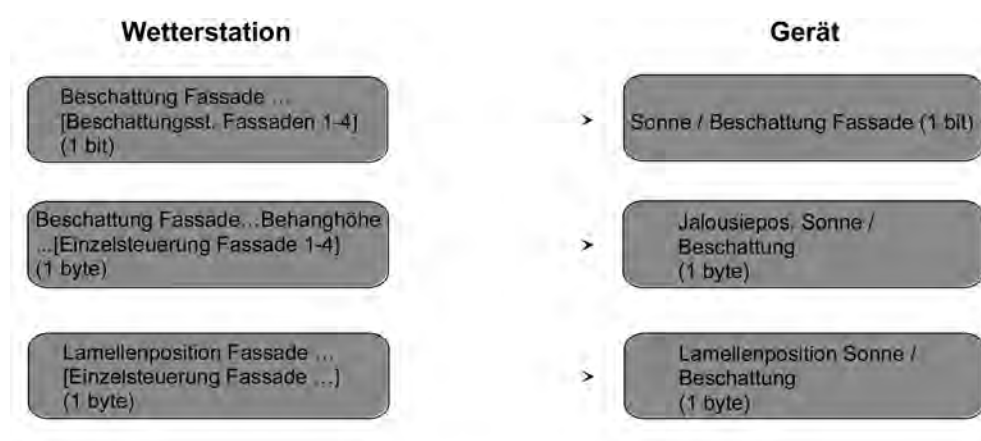 Wetterstation
Gerät
Beschattung Fassade ...
[Beschattungsst. Fassaden 1-4]
(1 bit)
Sonne / Beschattung Fassade (1 bit)
Beschattung Fassade...Behanghöhe
...[Einzelsteuerung Fassade 1-4]
(1 byte)
Jalousiepos. Sonne /
Beschattung
(1 byte)
Lamellenposition Fassade ...
[Einzelsteuerung Fassade ...]
(1 byte)
Lamellenposition Sonne /
Beschattung
(1 byte)